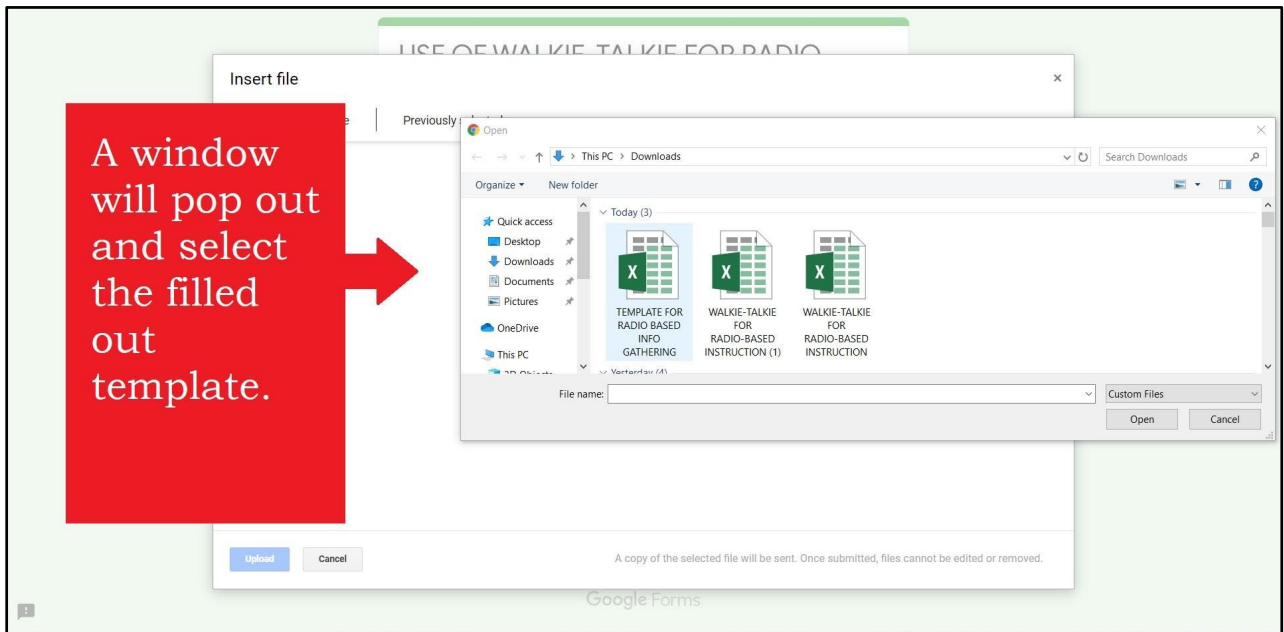 USE OF WALKIE-TALKIE FOR RADIO
Insert file
Previously
A window
will pop out
and select
the filled
out
template.
Open
This PC > Downloads
Search Downloads
Organize
New folder
Quick access
Desktop
Downloads
Documents
Pictures
OneDrive
This PC
3D Objects
Today (3)
TEMPLATE FOR
RADIO BASED
INFO
GATHERING
WALKIE-TALKIE
FOR
RADIO-BASED
INSTRUCTION (1)
WALKIE-TALKIE
FOR
RADIO-BASED
INSTRUCTION
Yesterday (4)
File name:
Custom Files
Open
Cancel
Upload
Cancel
A copy of the selected file will be sent. Once submitted, files cannot be edited or removed.
Google Forms